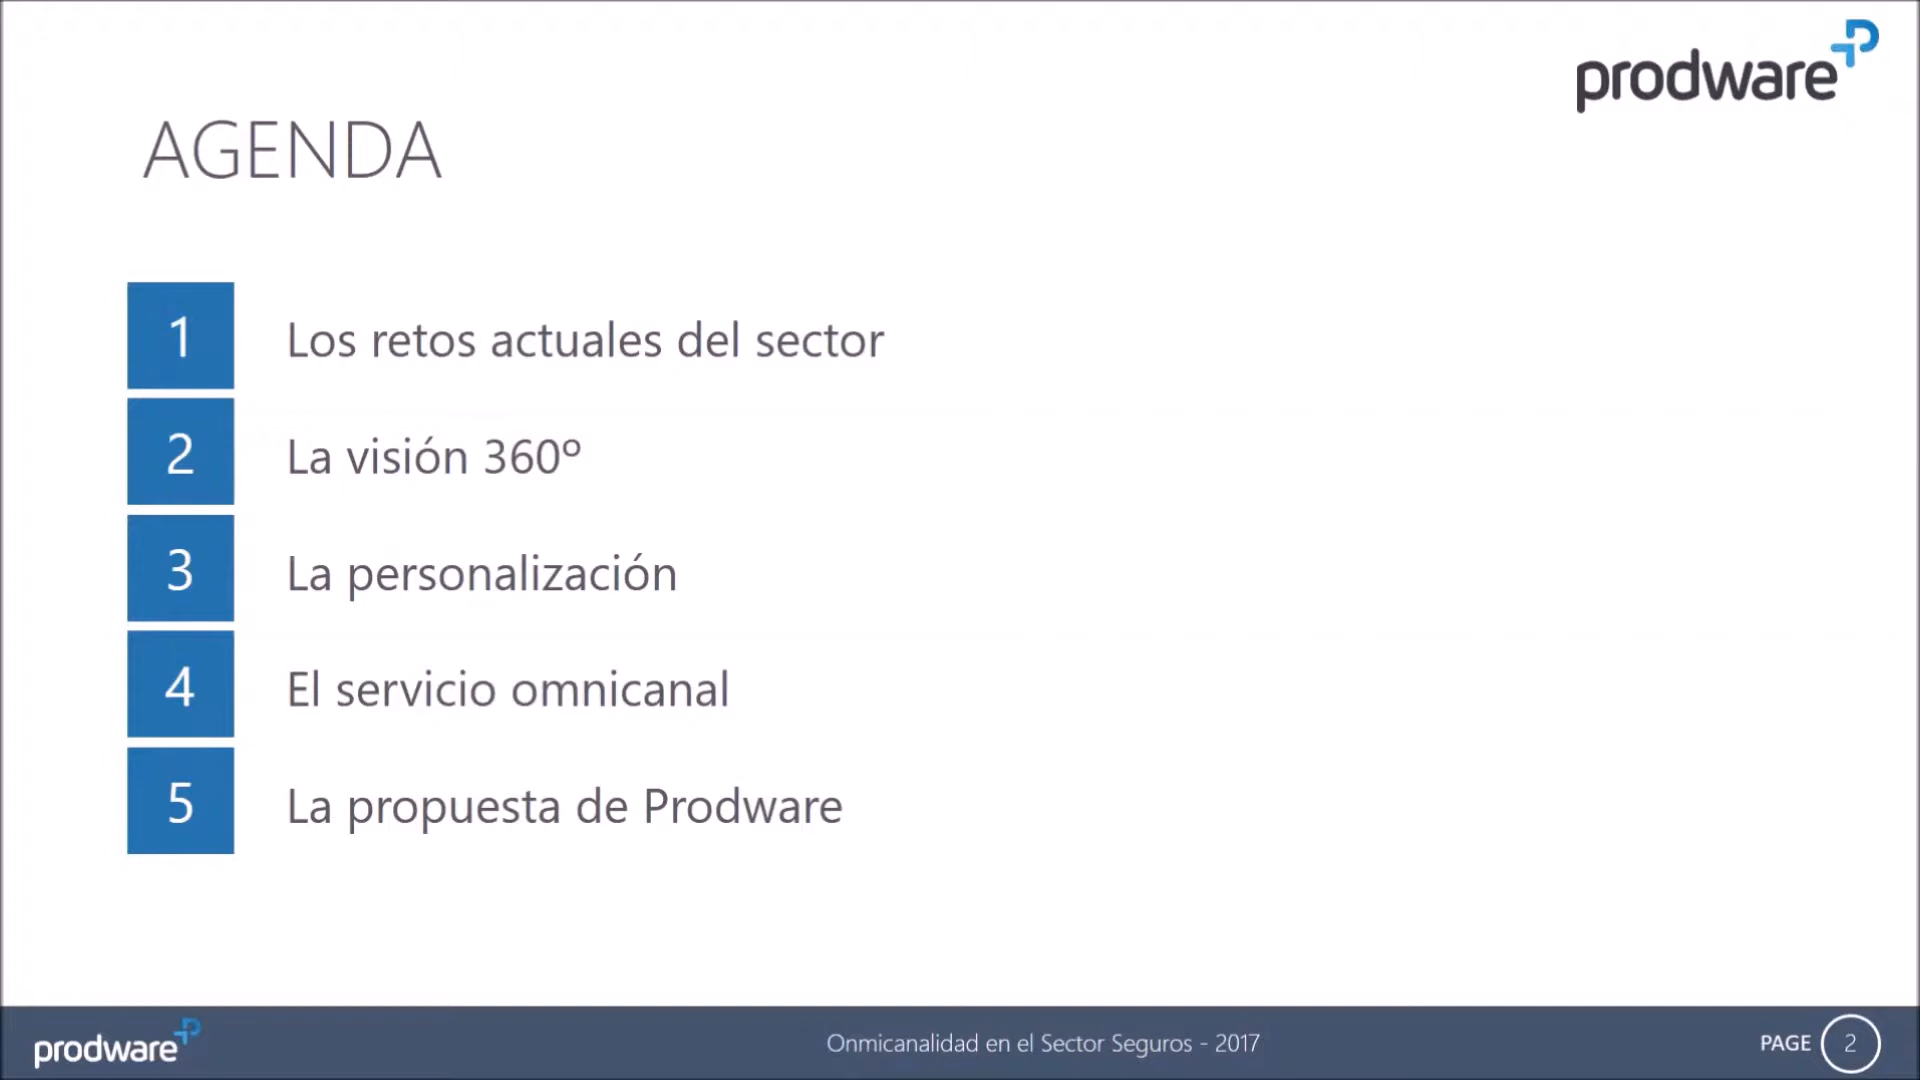 prodware
AGENDA
1 Los retos actuales del sector
2 La visión 360º
3 La personalización
4 El servicio omnicanal
5 La propuesta de Prodware
prodware Onmicanalidad en el Sector Seguros - 2017 PAGE 2